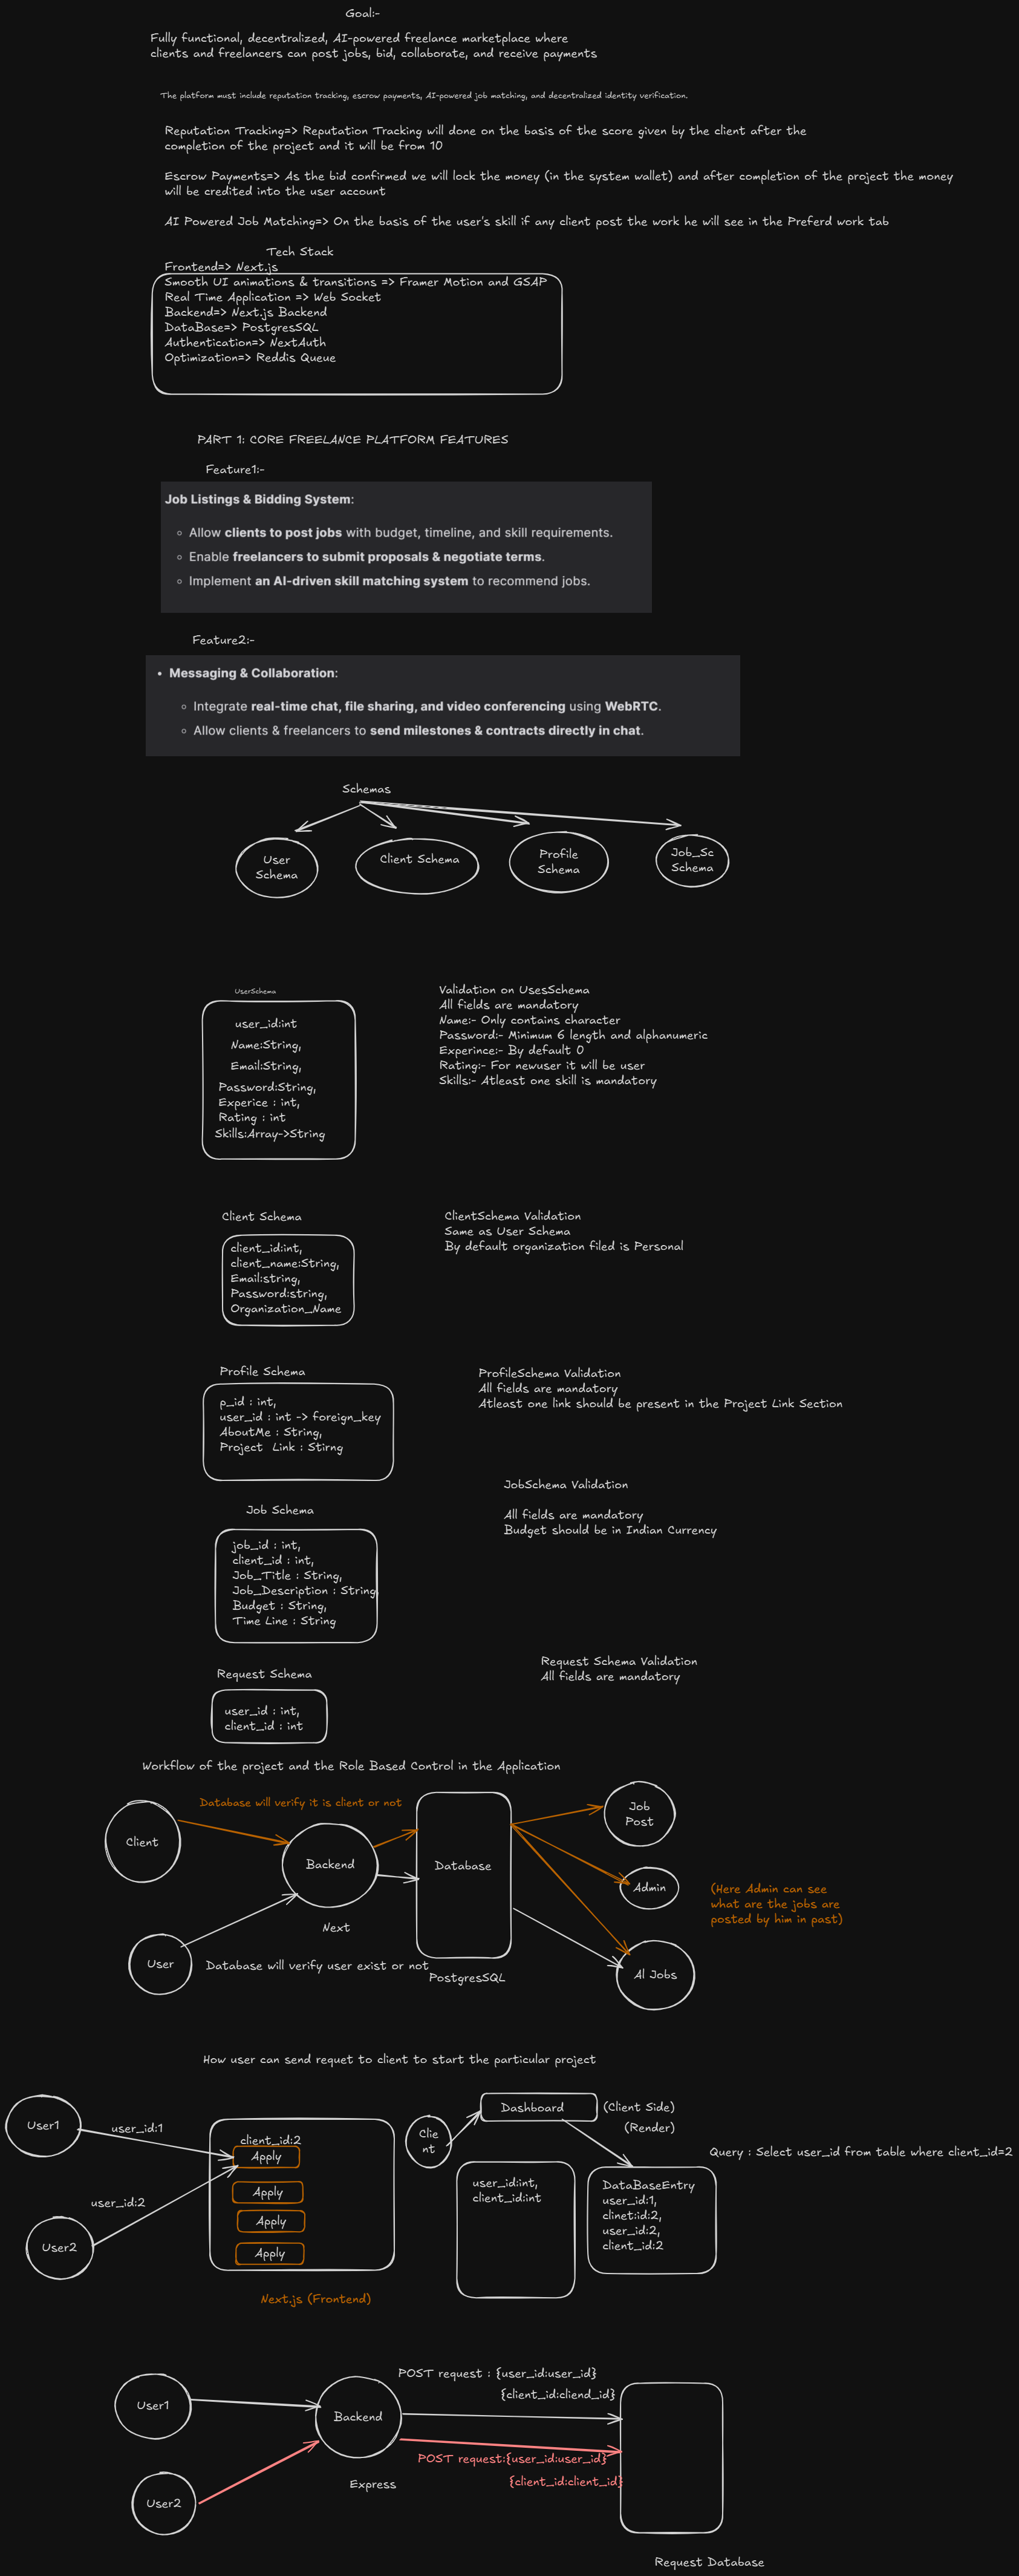 Goal:-
Fully functional, decentralized, AI-powered freelance marketplace where
clients and freelancers can post jobs, bid, collaborate, and receive payments
The platform must include reputation tracking, escrow payments, AI-powered job matching, and decentralized identity verification.
Reputation Tracking=> Reputation Tracking will done on the basis of the score given by the client after the
completion of the project and it will be from 10
Escrow Payments=> As the bid confirmed we will lock the money (in the system wallet) and after completion of the project the money
will be credited into the user account
AI Powered Job Matching=> On the basis of the user's skill if any client post the work he will see in the Preferd work tab
Tech Stack
Frontend=> Next.js
Smooth UI animations & transitions => Framer Motion and GSAP
Real Time Application => Web Socket
Backend=> Next.js Backend
DataBase=> PostgresSQL
Authentication=> NextAuth
Optimization=> Reddis Queue
PART 1: CORE FREELANCE PLATFORM FEATURES
Feature1:-
Job Listings & Bidding System:
Allow clients to post jobs with budget, timeline, and skill requirements.
Enable freelancers to submit proposals & negotiate terms.
Implement an AI-driven skill matching system to recommend jobs.
Feature2:-
Messaging & Collaboration:
Integrate real-time chat, file sharing, and video conferencing using WebRTC.
Allow clients & freelancers to send milestones & contracts directly in chat.
Schemas
User
Schema
Client Schema
Profile
Schema
Job_Sc
Schema
UserSchema
user_id:int
Name:String,
Email:String,
Password:String,
Experice : int,
Rating : int
Skills:Array->String
Validation on UsesSchema
All fields are mandatory
Name:- Only contains character
Password:- Minimum 6 length and alphanumeric
Experince:- By default 0
Rating:- For newuser it will be user
Skills:- Atleast one skill is mandatory
Client Schema
client_id:int,
client_name:String,
Email:string,
Password:string,
Organization_Name
ClientSchema Validation
Same as User Schema
By default organization filed is Personal
Profile Schema
p_id : int,
user_id : int -> foreign_key
AboutMe : String,
Project Link : Stirng
ProfileSchema Validation
All fields are mandatory
Atleast one link should be present in the Project Link Section
Job Schema
job_id : int,
client_id : int,
Job_Title : String,
Job_Description : String,
Budget : String,
Time Line : String
JobSchema Validation
All fields are mandatory
Budget should be in Indian Currency
Request Schema
user_id : int,
client_id : int
Request Schema Validation
All fields are mandatory
Workflow of the project and the Role Based Control in the Application
Database will verify it is client or not
Client
Backend
Next
User
Database will verify user exist or not
Database
PostgresSQL
Job
Post
Admin
(Here Admin can see
what are the jobs are
posted by him in past)
Al Jobs
How user can send requet to client to start the particular project
User1
user_id:1
User2
user_id:2
client_id:2
Apply
Apply
Apply
Apply
Next.js (Frontend)
Clie
nt
Dashboard
(Client Side)
(Render)
Query : Select user_id from table where client_id=2
user_id:int,
client_id:int
DataBaseEntry
user_id:1,
clinet:id:2,
user_id:2,
client_id:2
User1
User2
Backend
Express
POST request : {user_id:user_id}
{client_id:cliend_id}
POST request:{user_id:user_id}
{client_id:client_id}
Request Database